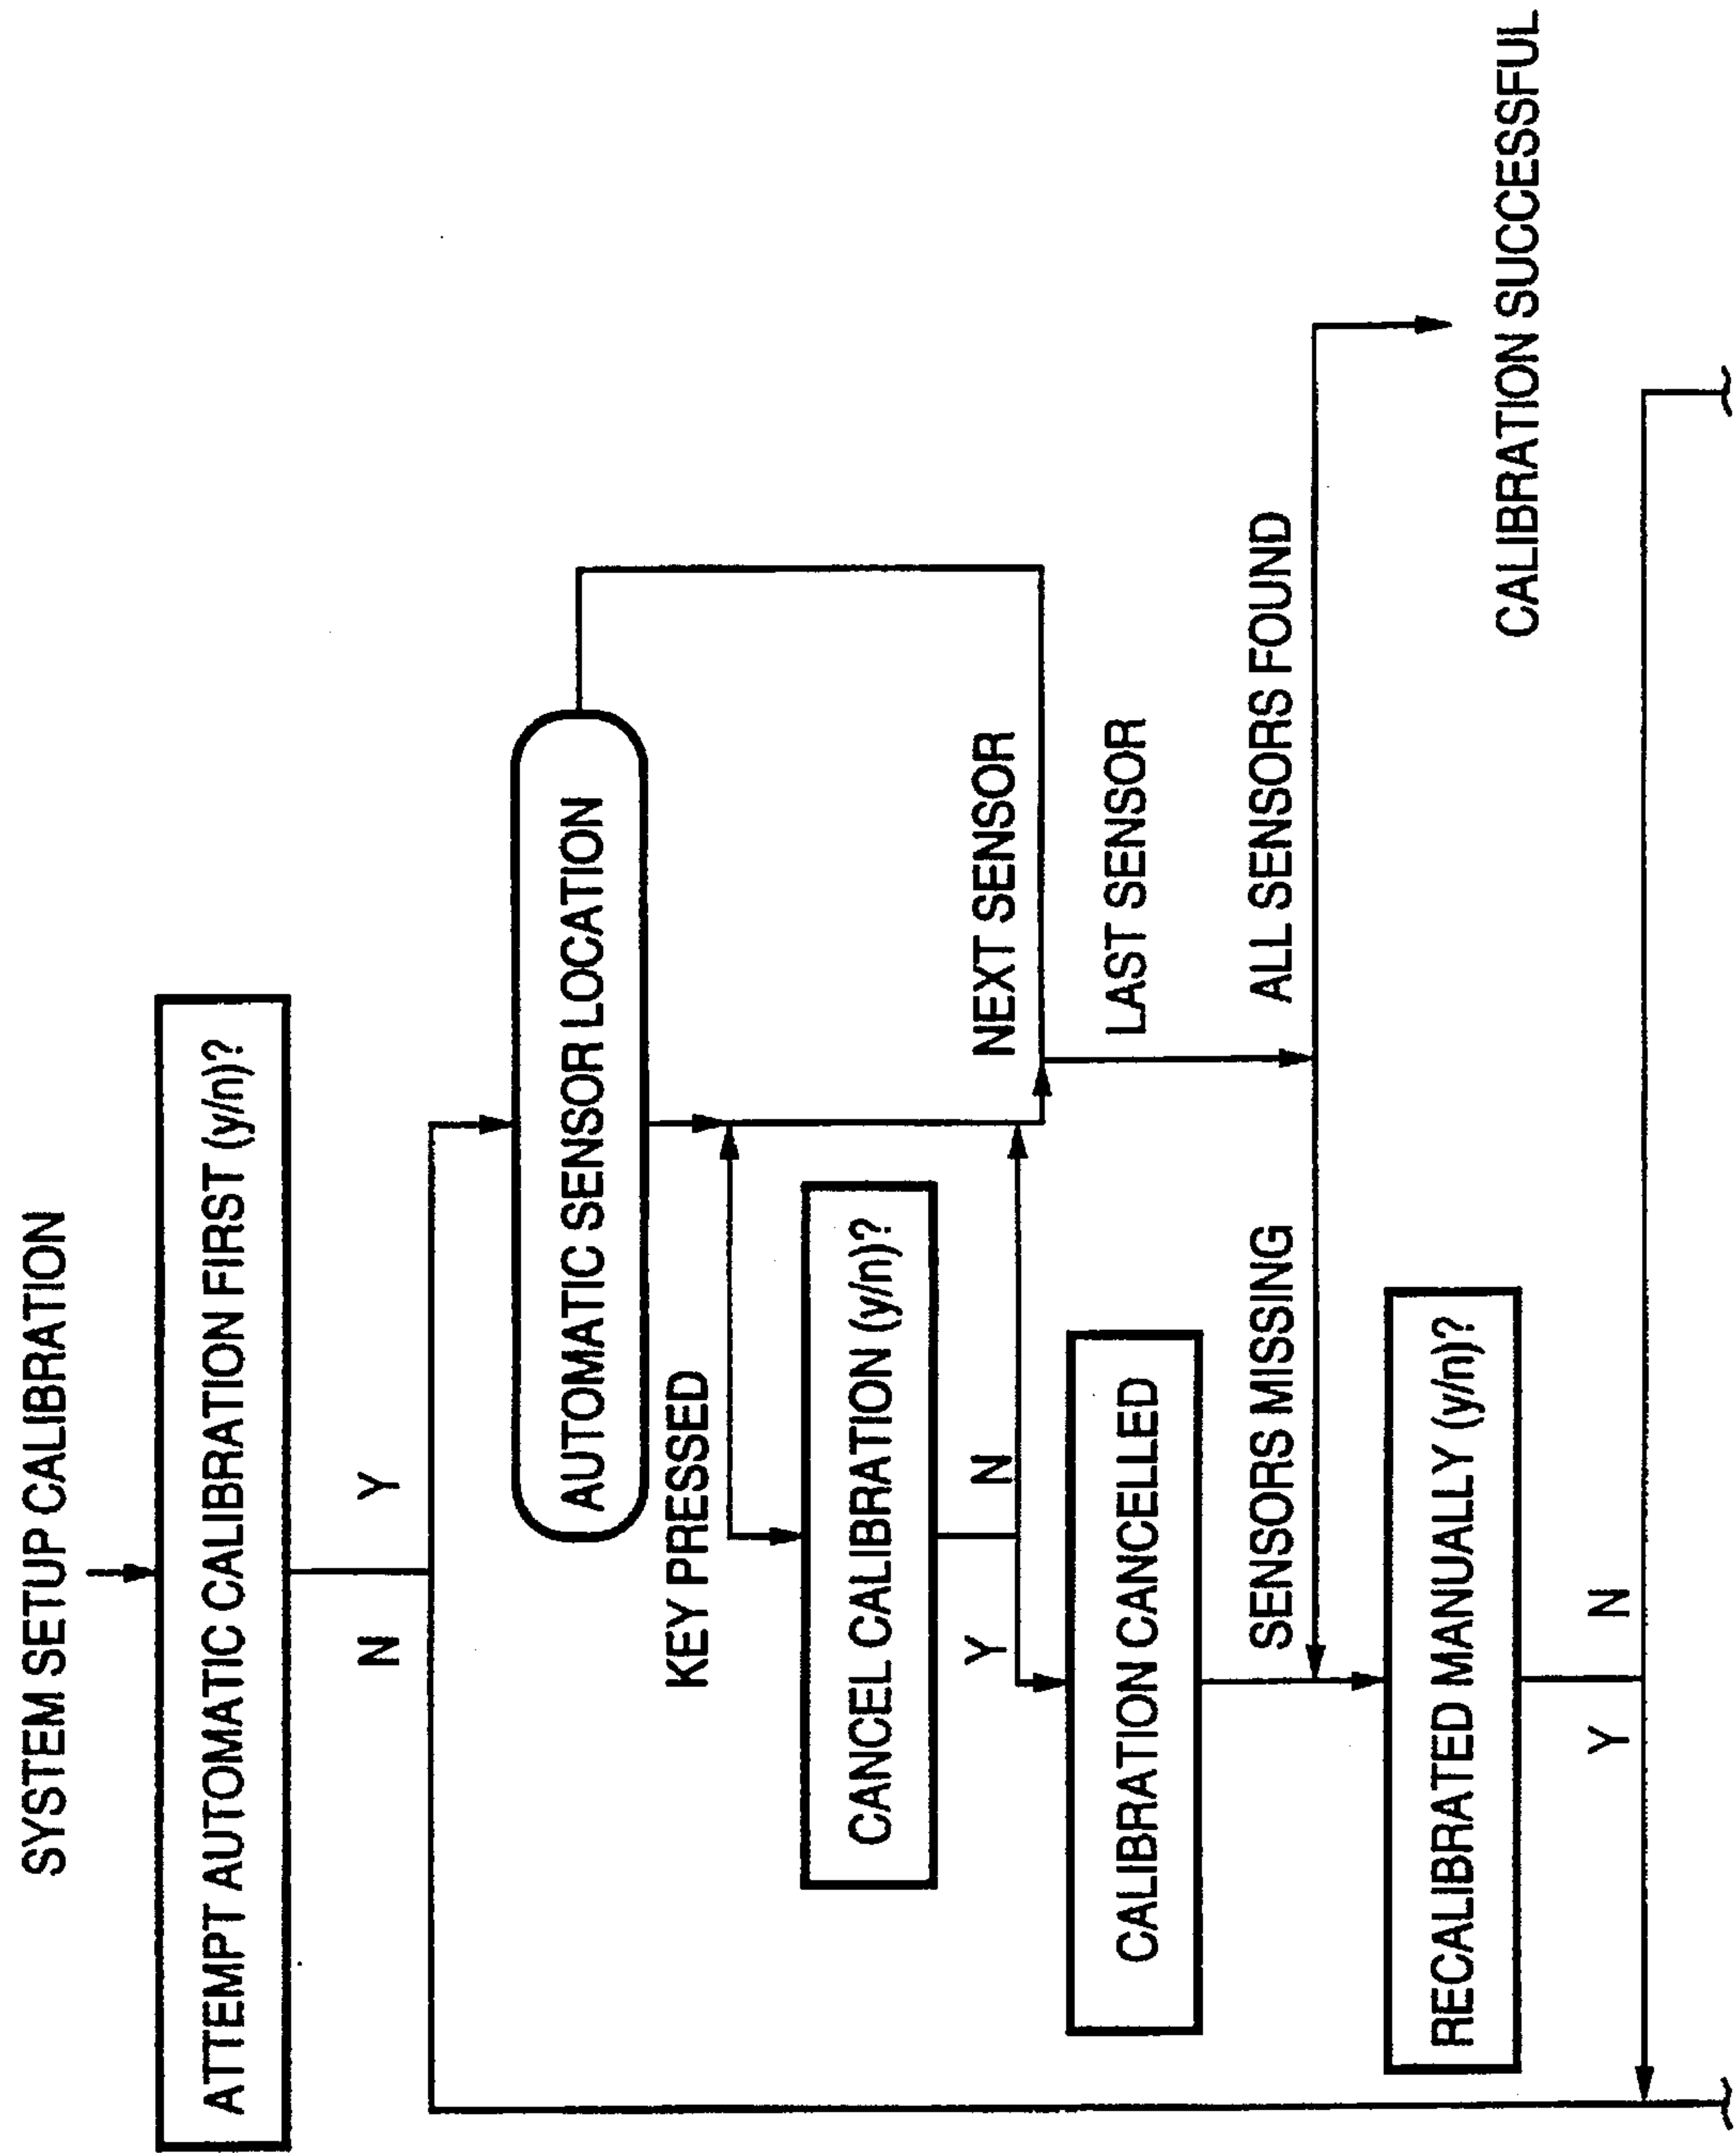 SYSTEM SETUP CALIBRATION
ATTEMPT AUTOMATIC CALIBRATION FIRST (y/n)?
N
Y
AUTOMATIC SENSOR LOCATION
KEY PRESSED
CANCEL CALIBRATION (y/n)?
Y
N
NEXT SENSOR
CALIBRATION CANCELLED
LAST SENSOR
SENSORS MISSING
ALL SENSORS FOUND
RECALIBRATED MANUALLY (y/n)?
CALIBRATION SUCCESSFUL
Y
N